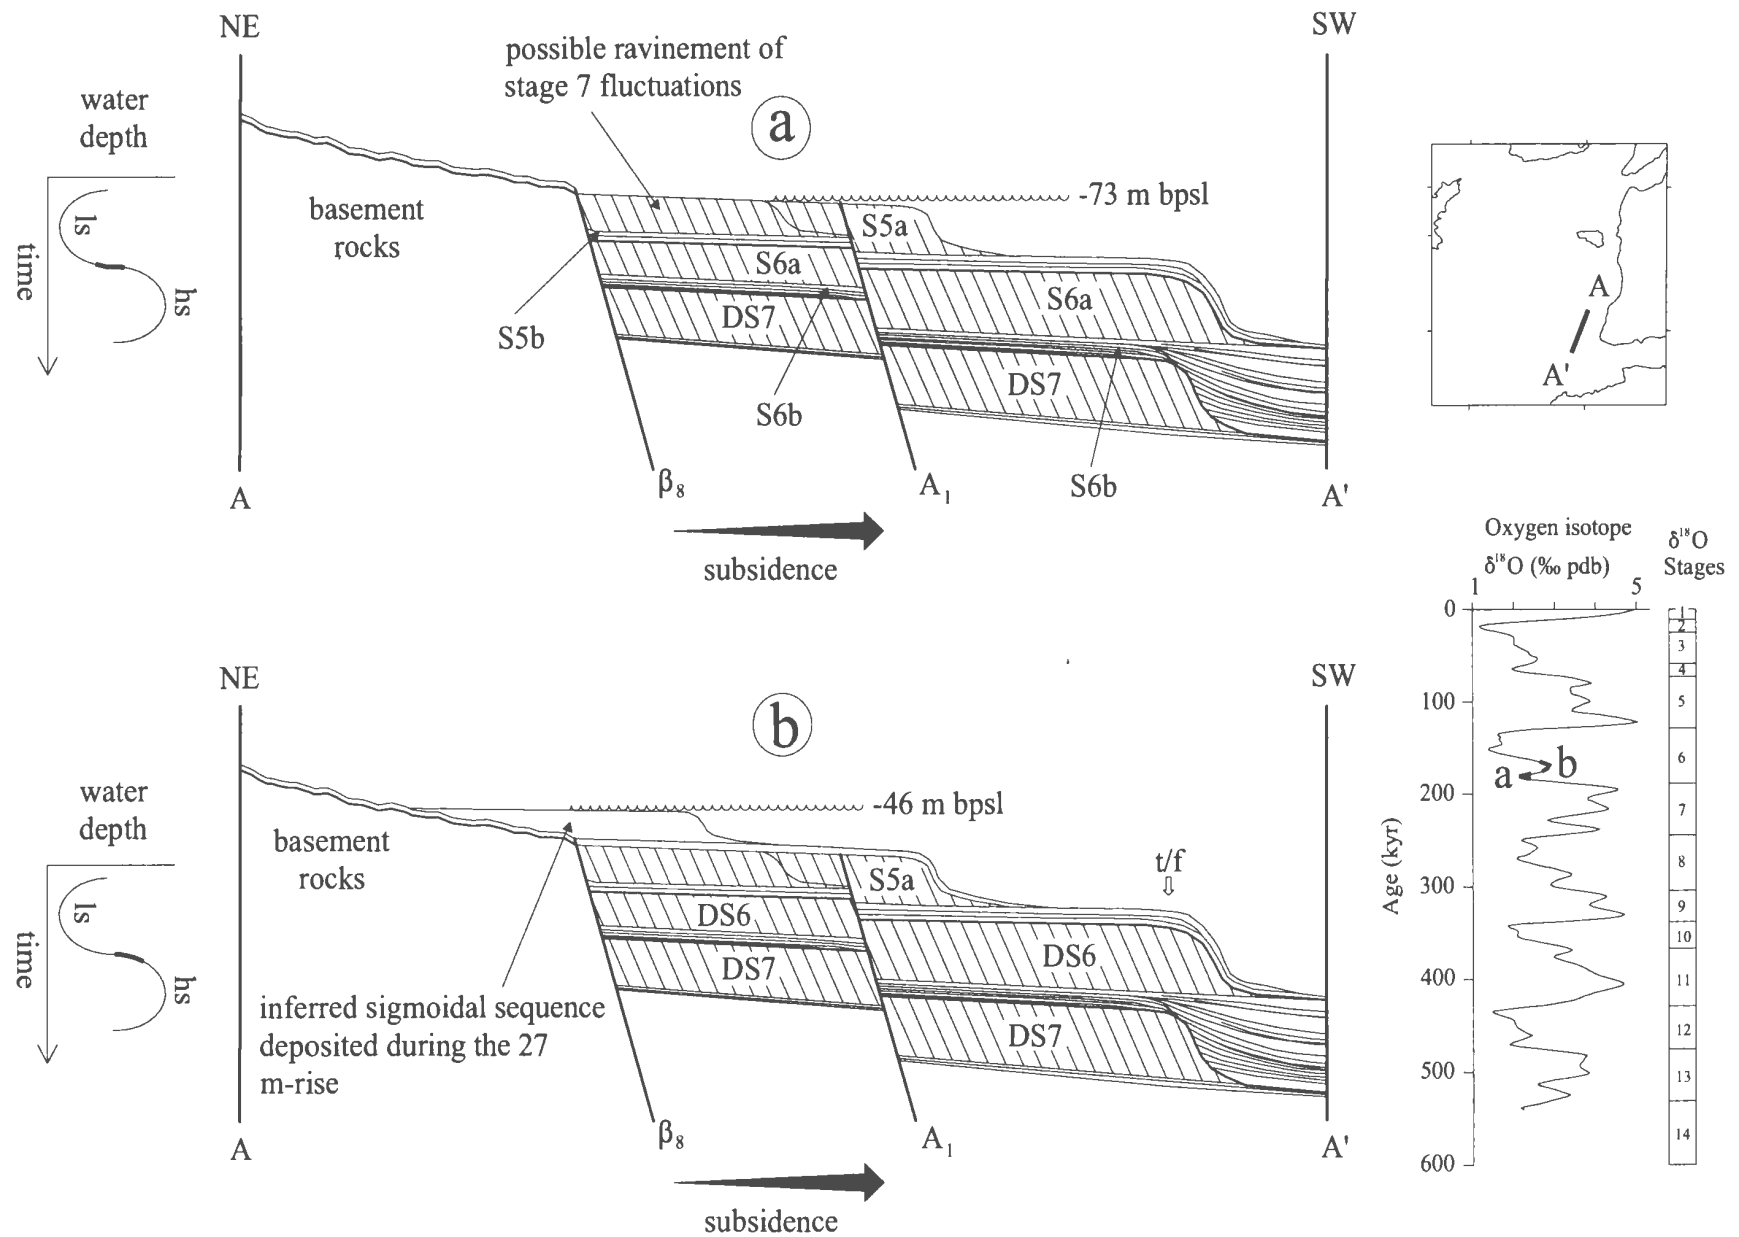 NE
SW
possible ravinement of
stage 7 fluctuations
a
water
depth
ls
hs
time
basement
rocks
-73 m bpsl
S5a
S6a
S6a
DS7
DS7
S5b
S6b
S6b
A
β8
A1
A'
subsidence
A
A'
Oxygen isotope
δ18O (‰ pdb)
δ18O
Stages
1
5
0
100
200
300
400
500
600
Age (kyr)
a
b
1
2
3
4
5
6
7
8
9
10
11
12
13
14
NE
SW
b
water
depth
ls
hs
time
basement
rocks
-46 m bpsl
t/f
S5a
DS6
DS6
DS7
DS7
inferred sigmoidal sequence
deposited during the 27
m-rise
A
β8
A1
A'
subsidence